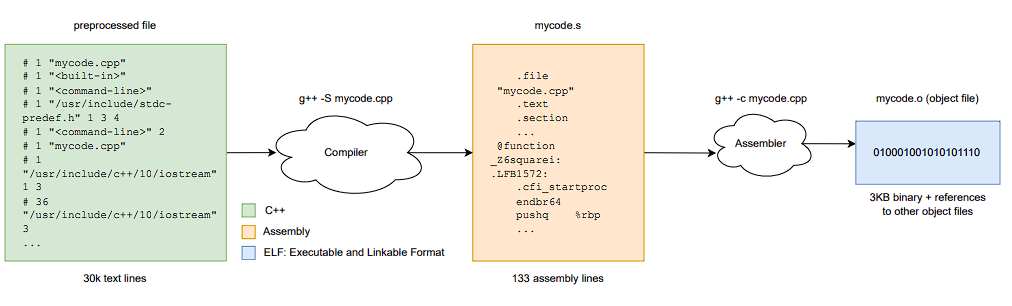 preprocessed file
# 1 "mycode.cpp"
# 1 "<built-in>"
# 1 "<command-line>"
# 1 "/usr/include/stdc-
predef.h" 1 3 4
# 1 "<command-line>" 2
# 1 "mycode.cpp"
# 1
"/usr/include/c++/10/iostream"
1 3
# 36
"/usr/include/c++/10/iostream"
3
...
30k text lines
g++ -S mycode.cpp
Compiler
C++
Assembly
ELF: Executable and Linkable Format
mycode.s
.file
"mycode.cpp"
.text
.section
...
@function
_Z6squarei:
.LFB1572:
.cfi_startproc
endbr64
pushq %rbp
...
133 assembly lines
g++ -c mycode.cpp
Assembler
mycode.o (object file)
010001001010101110
3KB binary + references
to other object files